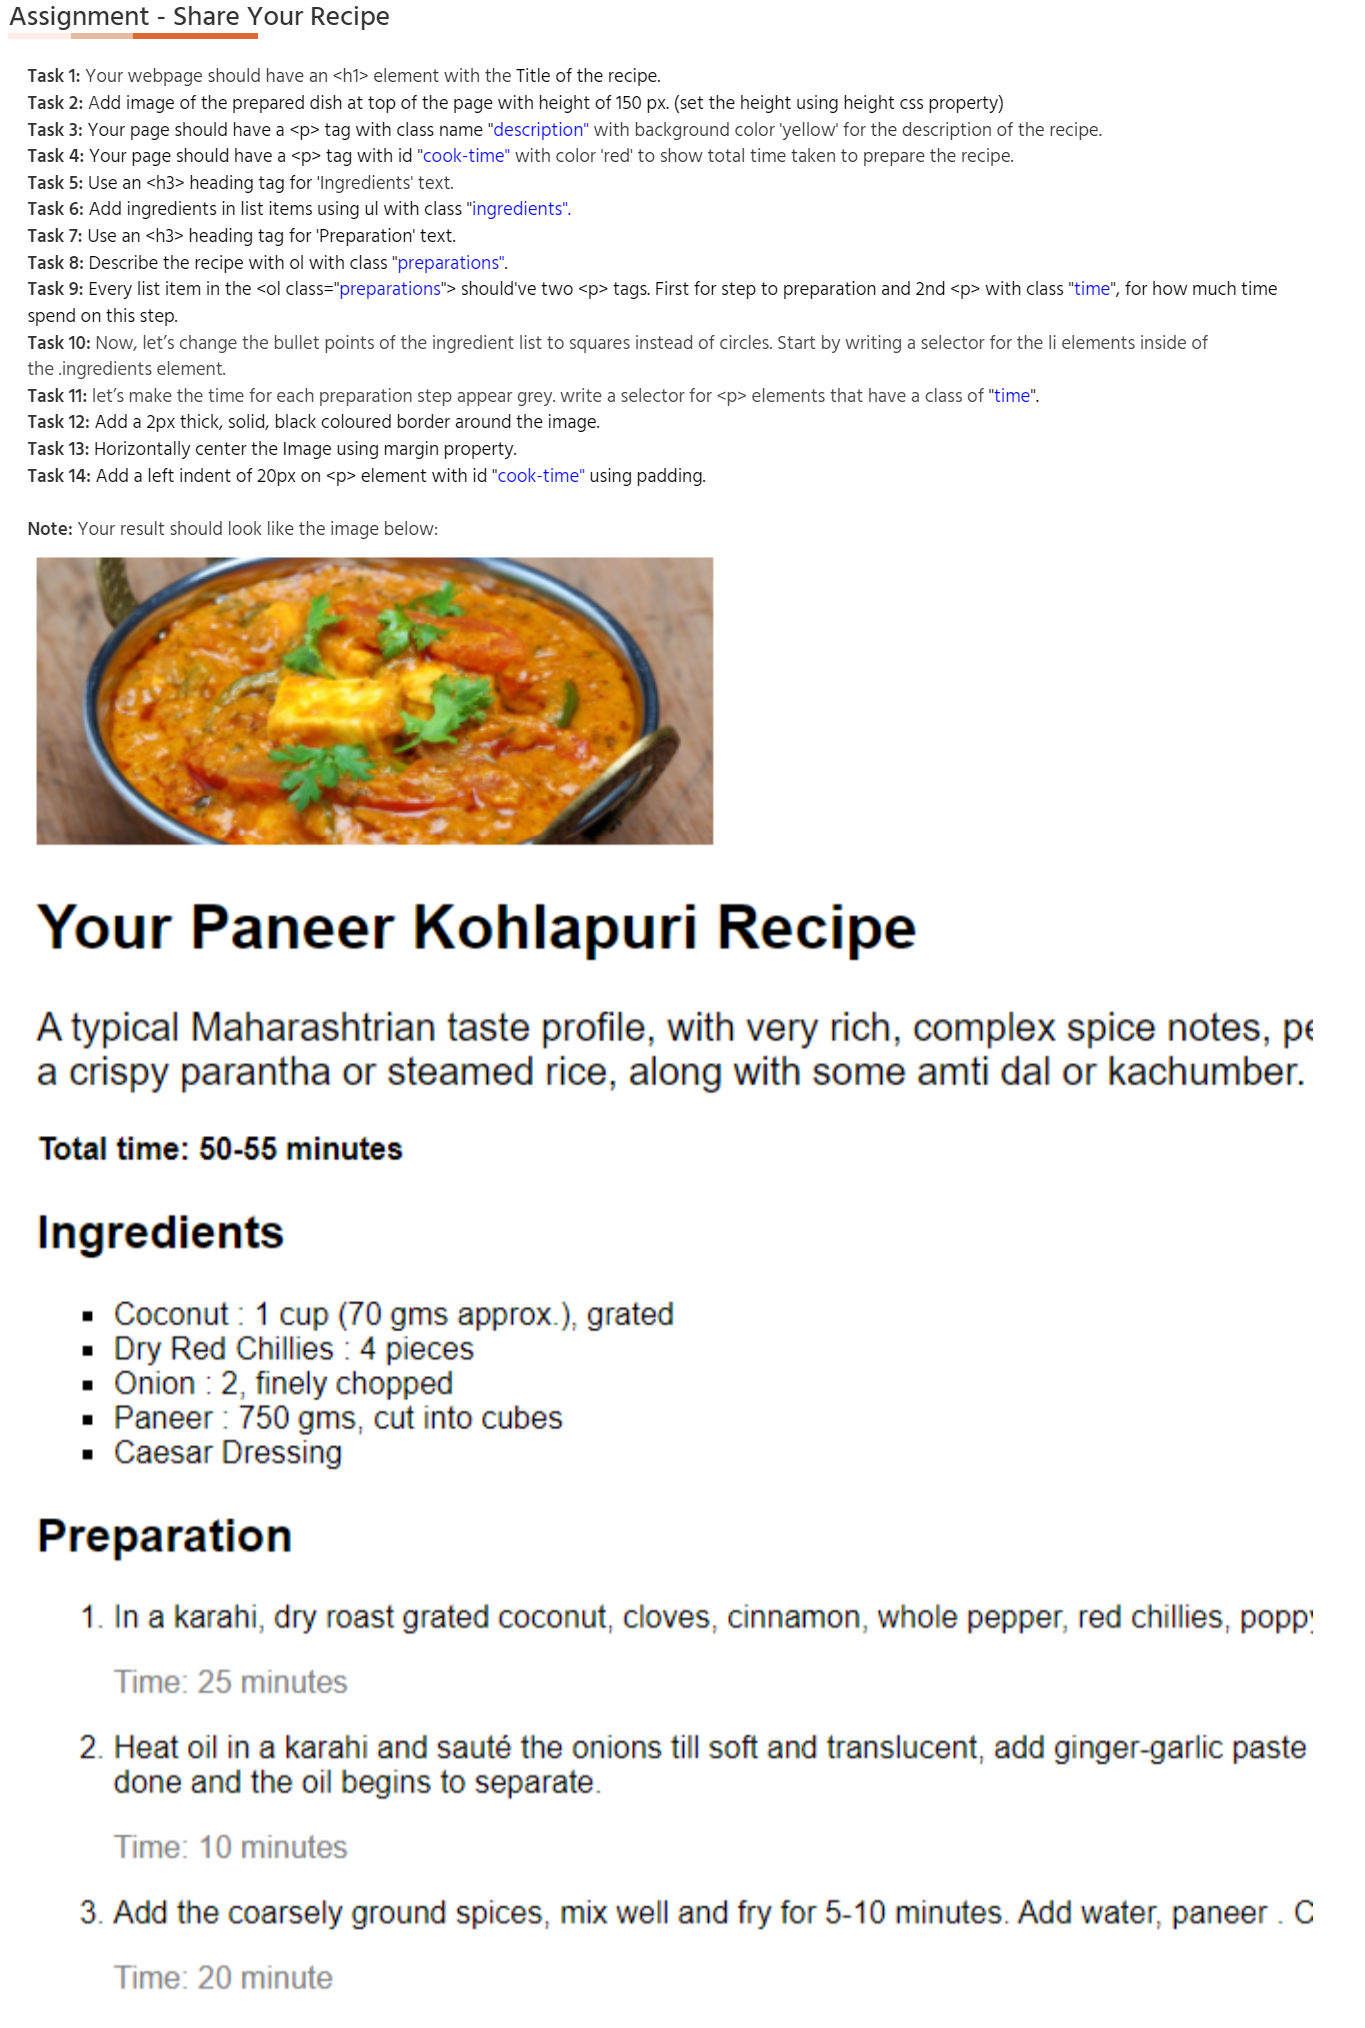 Assignment - Share Your Recipe
Task 1: Your webpage should have an <h1> element with the Title of the recipe.
Task 2: Add image of the prepared dish at top of the page with height of 150 px. (set the height using height css property)
Task 3: Your page should have a <p> tag with class name "description" with background color 'yellow' for the description of the recipe.
Task 4: Your page should have a <p> tag with id "cook-time" with color 'red' to show total time taken to prepare the recipe.
Task 5: Use an <h3> heading tag for 'Ingredients' text.
Task 6: Add ingredients in list items using ul with class "ingredients".
Task 7: Use an <h3> heading tag for 'Preparation' text.
Task 8: Describe the recipe with ol with class "preparations".
Task 9: Every list item in the <ol class="preparations"> should've two <p> tags. First for step to preparation and 2nd <p> with class "time", for how much time
spend on this step.
Task 10: Now, let’s change the bullet points of the ingredient list to squares instead of circles. Start by writing a selector for the li elements inside of
the .ingredients element.
Task 11: let’s make the time for each preparation step appear grey. write a selector for <p> elements that have a class of "time".
Task 12: Add a 2px thick, solid, black coloured border around the image.
Task 13: Horizontally center the Image using margin property.
Task 14: Add a left indent of 20px on <p> element with id "cook-time" using padding.
Note: Your result should look like the image below:
Your Paneer Kohlapuri Recipe
A typical Maharashtrian taste profile, with very rich, complex spice notes,
a crispy parantha or steamed rice, along with some amti dal or kachumber.
Total time: 50-55 minutes
Ingredients
▪ Coconut : 1 cup (70 gms approx.), grated
▪ Dry Red Chillies : 4 pieces
▪ Onion : 2, finely chopped
▪ Paneer : 750 gms, cut into cubes
▪ Caesar Dressing
Preparation
1. In a karahi, dry roast grated coconut, cloves, cinnamon, whole pepper, red chillies,
Time: 25 minutes
2. Heat oil in a karahi and sauté the onions till soft and translucent, add ginger-garlic paste
done and the oil begins to separate.
Time: 10 minutes
3. Add the coarsely ground spices, mix well and fry for 5-10 minutes. Add water, paneer .
Time: 20 minute